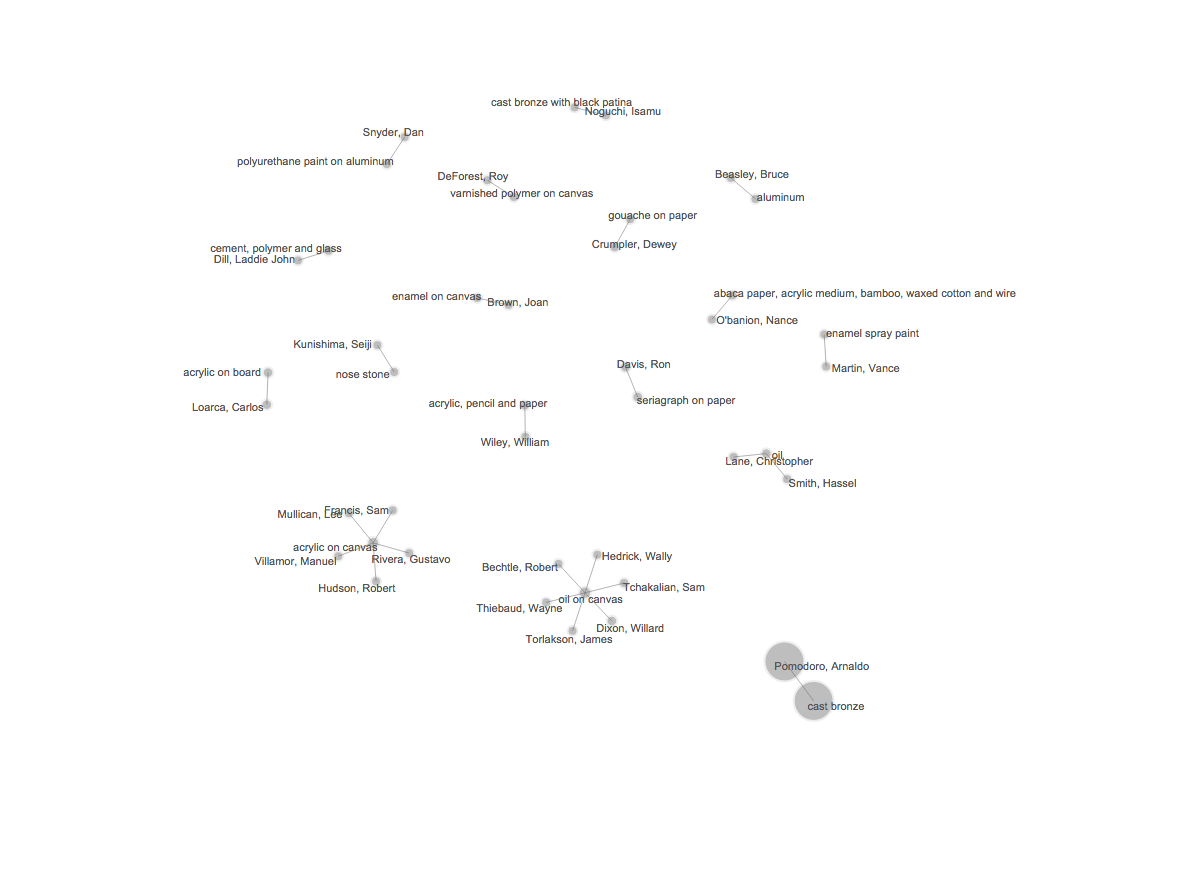 cast bronze with black patina
Noguchi, Isamu
Snyder, Dan
polyurethane paint on aluminum
DeForest, Roy
varnished polymer on canvas
Beasley, Bruce
aluminum
gouache on paper
Crumpler, Dewey
cement, polymer and glass
Dill, Laddie John
enamel on canvas
Brown, Joan
abaca paper, acrylic medium, bamboo, waxed cotton and wire
O'banion, Nance
enamel spray paint
Martin, Vance
Kunishima, Seiji
nose stone
acrylic on board
Loarca, Carlos
Davis, Ron
seriagraph on paper
acrylic, pencil and paper
Wiley, William
oil
Lane, Christopher
Smith, Hassel
Francis, Sam
Mullican, Lee
acrylic on canvas
Villamor, Manuel
Rivera, Gustavo
Hudson, Robert
Hedrick, Wally
Bechtle, Robert
Tchakalian, Sam
oil on canvas
Thiebaud, Wayne
Dixon, Willard
Torlakson, James
Pomodoro, Arnaldo
cast bronze